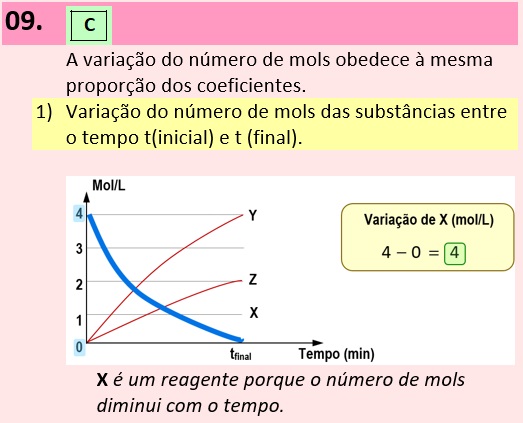 09. C
A variação do número de mols obedece à mesma
proporção dos coeficientes.
1) Variação do número de mols das substâncias entre
o tempo t(inicial) e t (final).
Mol/L
4
3
2
1
0
Y
Z
X
tfinal
Tempo (min)
Variação de X (mol/L)
4 – 0 = 4
X é um reagente porque o número de mols
diminui com o tempo.